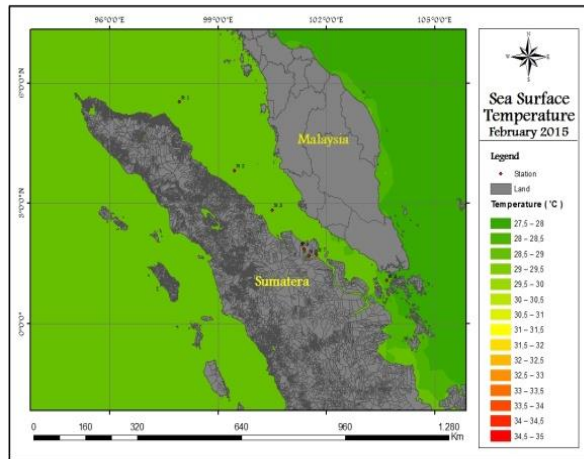 96°0'0"E 99°0'0"E 102°0'0"E 105°0'0"E
6°0'0"N
3°0'0"N
0°0'0"N
Malaysia
Sumatera
Sea Surface
Temperature
February 2015
Legend
Station
Land
Temperature (°C)
27,5 – 28
28 – 28,5
28,5 – 29
29 – 29,5
29,5 – 30
30 – 30,5
30,5 – 31
31 – 31,5
31,5 – 32
32 – 32,5
32,5 – 33
33 – 33,5
33,5 – 34
34 – 34,5
34,5 – 35
0 160 320 640 960 1.280
Km